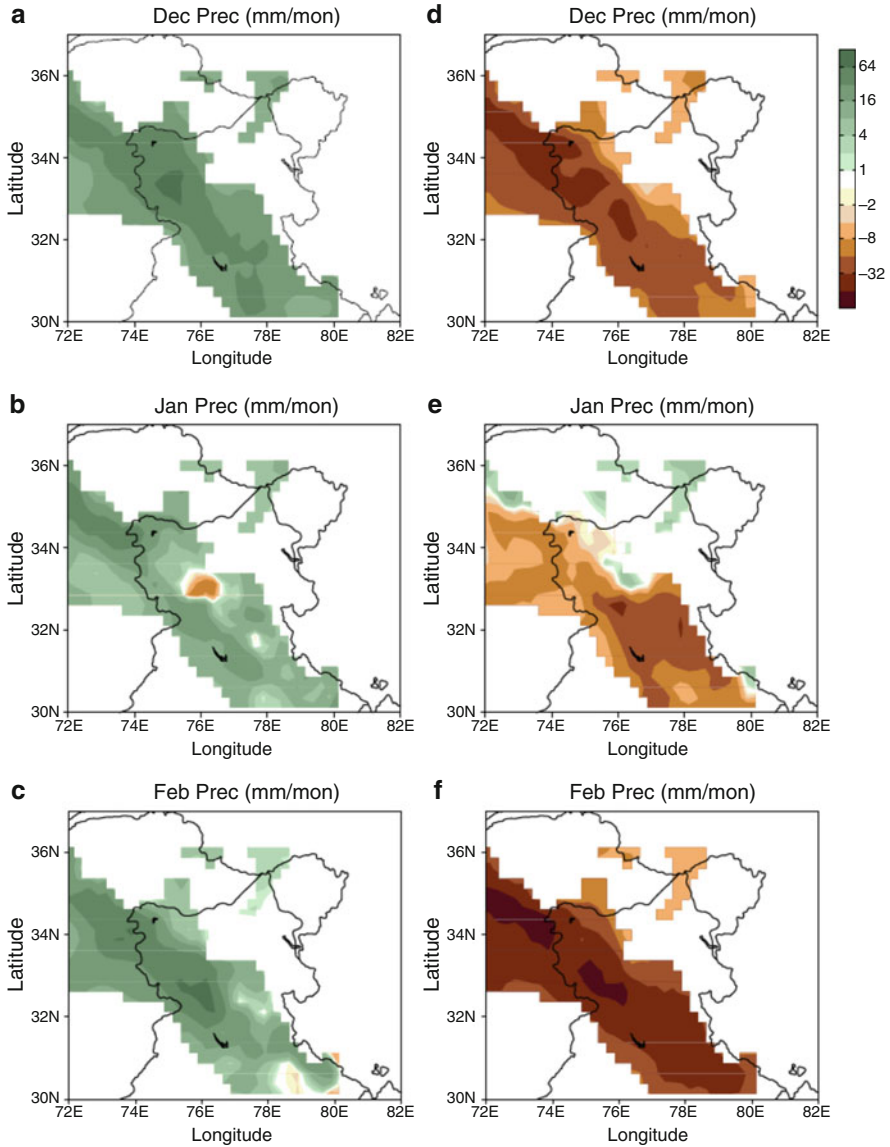 a
Dec Prec (mm/mon)
36N
34N
32N
30N
Latitude
72E 74E 76E 78E 80E 82E
Longitude
d
Dec Prec (mm/mon)
36N
34N
32N
30N
Latitude
72E 74E 76E 78E 80E 82E
Longitude
64
16
4
1
−2
−8
−32
b
Jan Prec (mm/mon)
36N
34N
32N
30N
Latitude
72E 74E 76E 78E 80E 82E
Longitude
e
Jan Prec (mm/mon)
36N
34N
32N
30N
Latitude
72E 74E 76E 78E 80E 82E
Longitude
c
Feb Prec (mm/mon)
36N
34N
32N
30N
Latitude
72E 74E 76E 78E 80E 82E
Longitude
f
Feb Prec (mm/mon)
36N
34N
32N
30N
Latitude
72E 74E 76E 78E 80E 82E
Longitude